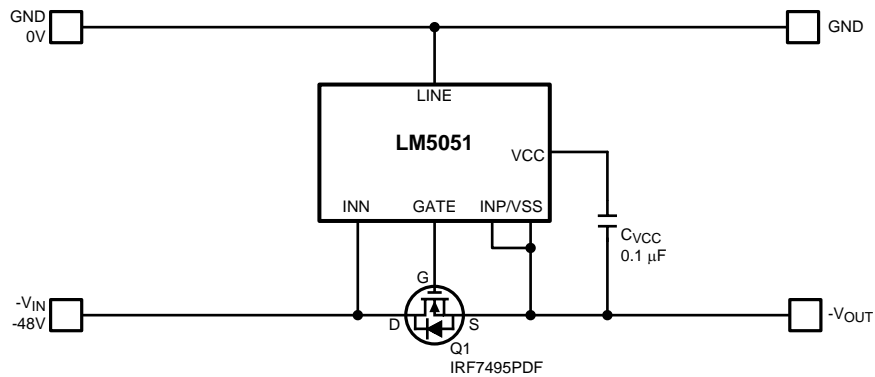 GND
0V
GND
LINE
LM5051
VCC
INN
GATE
INP/VSS
CVCC
0.1 μF
G
-VIN
-48V
D
S
-VOUT
Q1
IRF7495PDF